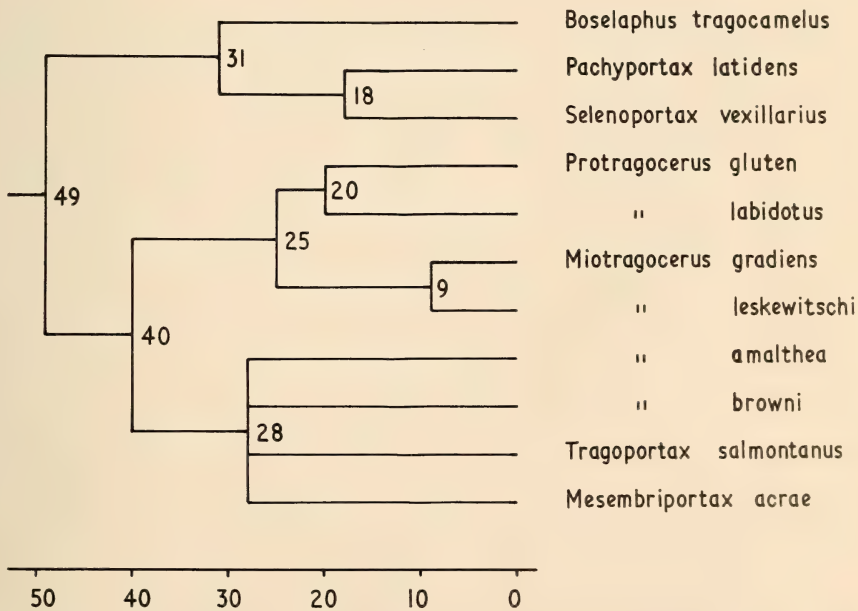 Boselaphus tragocamelus
31
Pachyportax latidens
18
Selenoportax vexillarius
Protragocerus gluten
20
49
" labidotus
25
Miotragocerus gradiens
9
" leskewitschi
40
" amalthea
" browni
28
Tragoportax salmontanus
Mesembriportax acrae
50 40 30 20 10 0